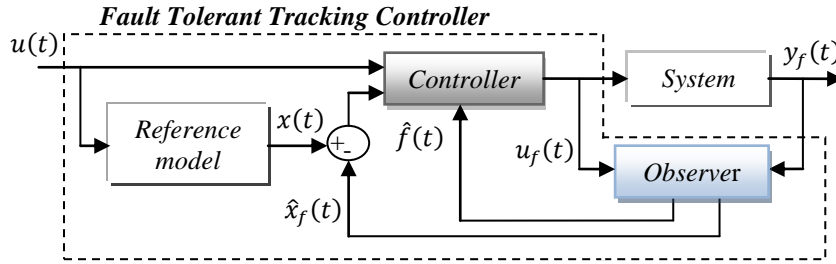 Fault Tolerant Tracking Controller
u(t)
y_f(t)
Controller
System
Reference
model
x(t)
+
-
f̂(t)
u_f(t)
Observer
x̂_f(t)